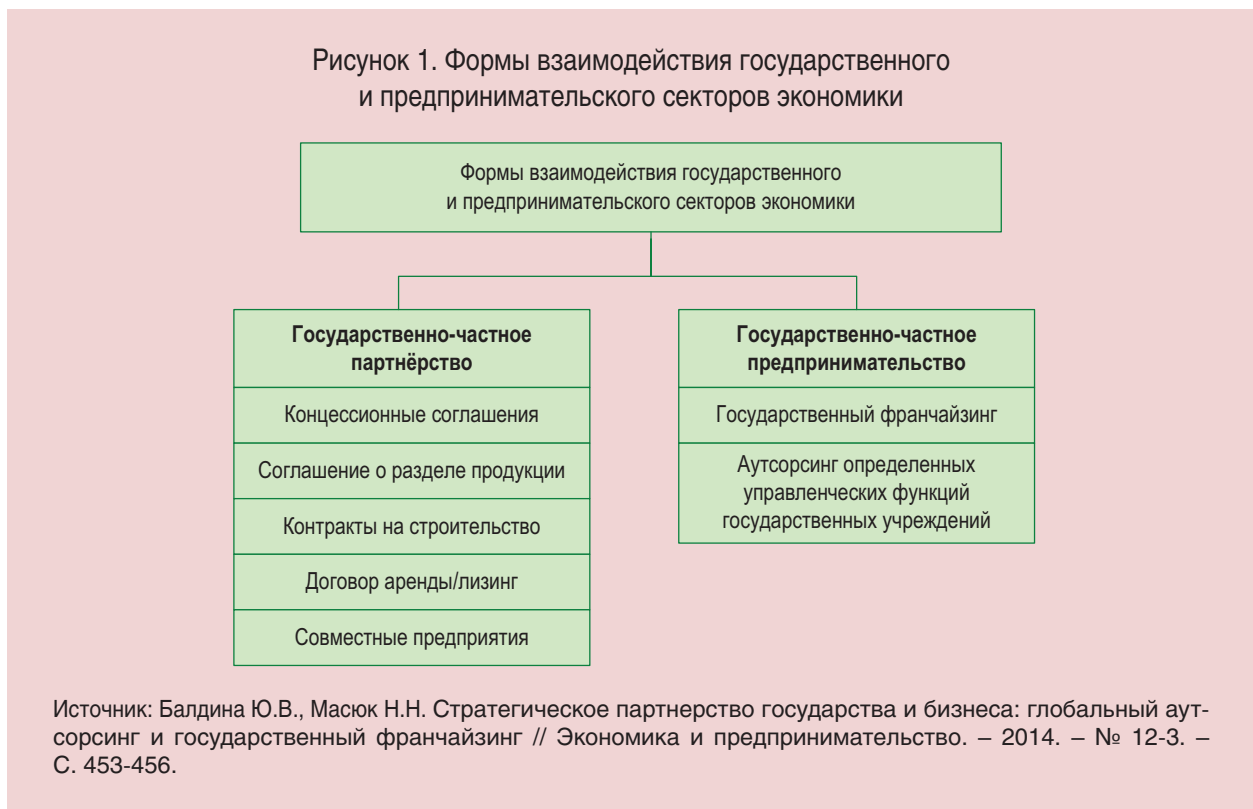 Рисунок 1. Формы взаимодействия государственного
и предпринимательского секторов экономики
Формы взаимодействия государственного
и предпринимательского секторов экономики
Государственно-частное
партнёрство
Концессионные соглашения
Соглашение о разделе продукции
Контракты на строительство
Договор аренды/лизинг
Совместные предприятия
Государственно-частное
предпринимательство
Государственный франчайзинг
Аутсорсинг определенных
управленческих функций
государственных учреждений
Источник: Балдина Ю.В., Масюк Н.Н. Стратегическое партнерство государства и бизнеса: глобальный аут-
сорсинг и государственный франчайзинг // Экономика и предпринимательство. – 2014. – № 12-3. –
С. 453-456.